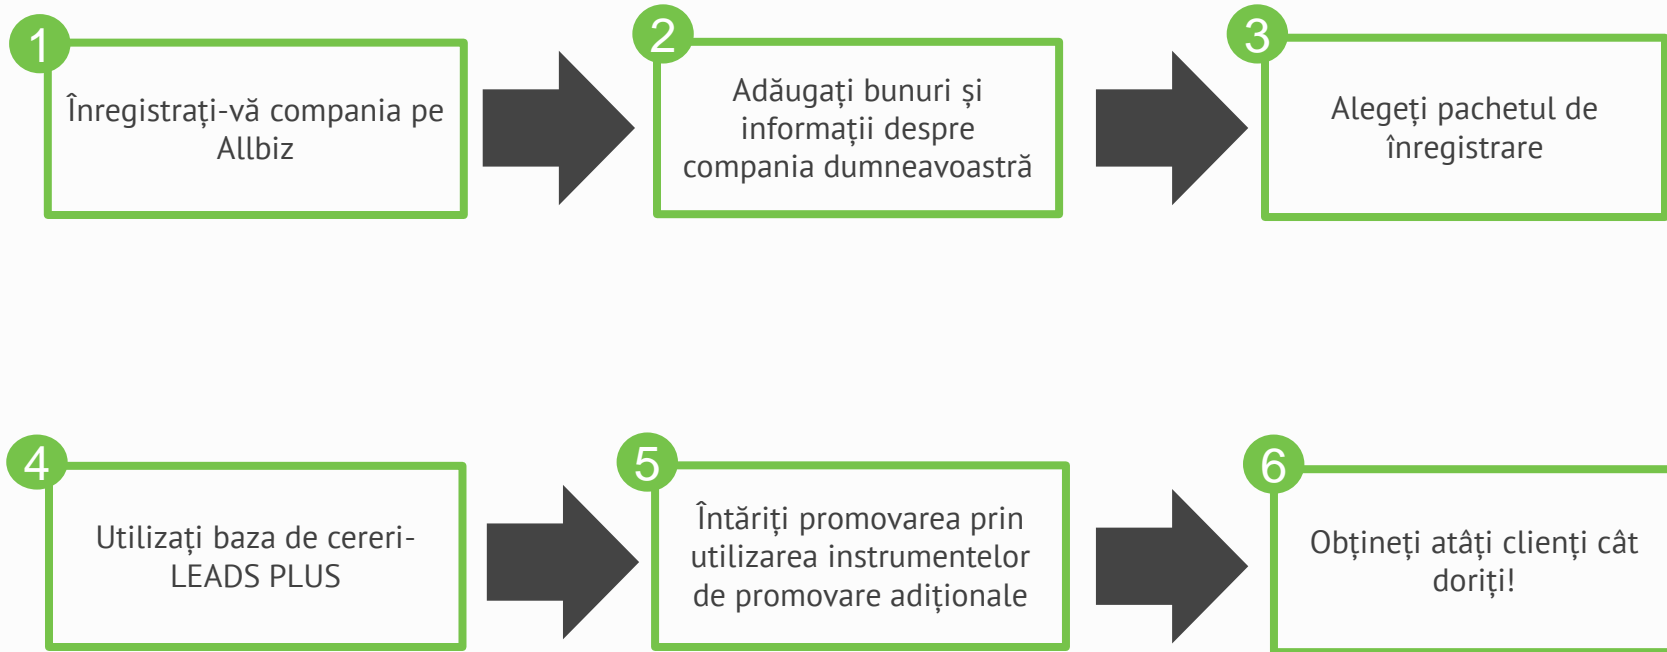 1
Înregistrați-vă compania pe
Allbiz
2
Adăugați bunuri și
informații despre
compania dumneavoastră
3
Alegeți pachetul de
înregistrare
4
Utilizați baza de cereri-
LEADS PLUS
5
Întăriți promovarea prin
utilizarea instrumentelor
de promovare adiționale
6
Obțineți atâți clienți cât
doriți!